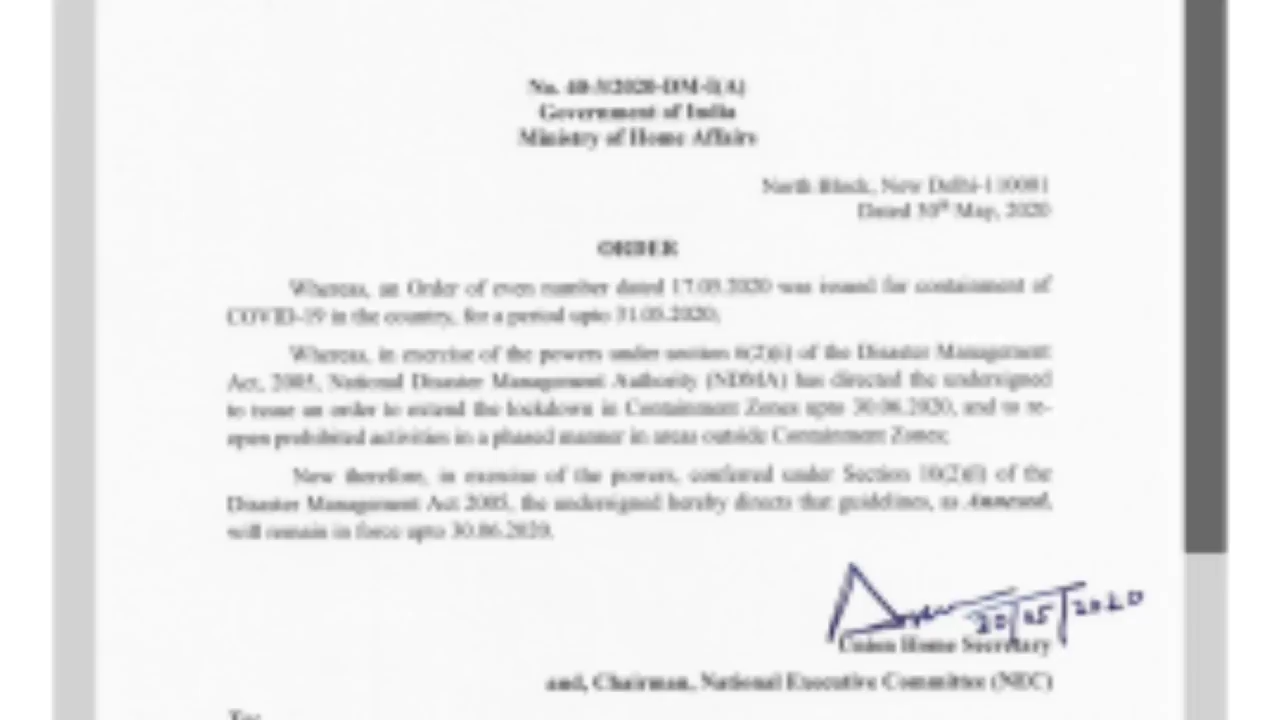 No. 40-3/2020-DM-I(A)
Government of India
Ministry of Home Affairs
North Block, New Delhi-110001
Dated 30th May, 2020
ORDER
Whereas, an Order of even number dated 17.05.2020 was issued for containment of
COVID-19 in the country, for a period upto 31.05.2020;
Whereas, in exercise of the powers under section 6(2)(i) of the Disaster Management
Act, 2005, National Disaster Management Authority (NDMA) has directed the undersigned
to issue an order to extend the lockdown in Containment Zones upto 30.06.2020, and to re-
open prohibited activities in a phased manner in areas outside Containment Zones;
Now therefore, in exercise of the powers, conferred under Section 10(2)(l) of the
Disaster Management Act 2005, the undersigned hereby directs that guidelines, as Annexed,
will remain in force upto 30.06.2020.
30/05/2020
Union Home Secretary
and, Chairman, National Executive Committee (NEC)